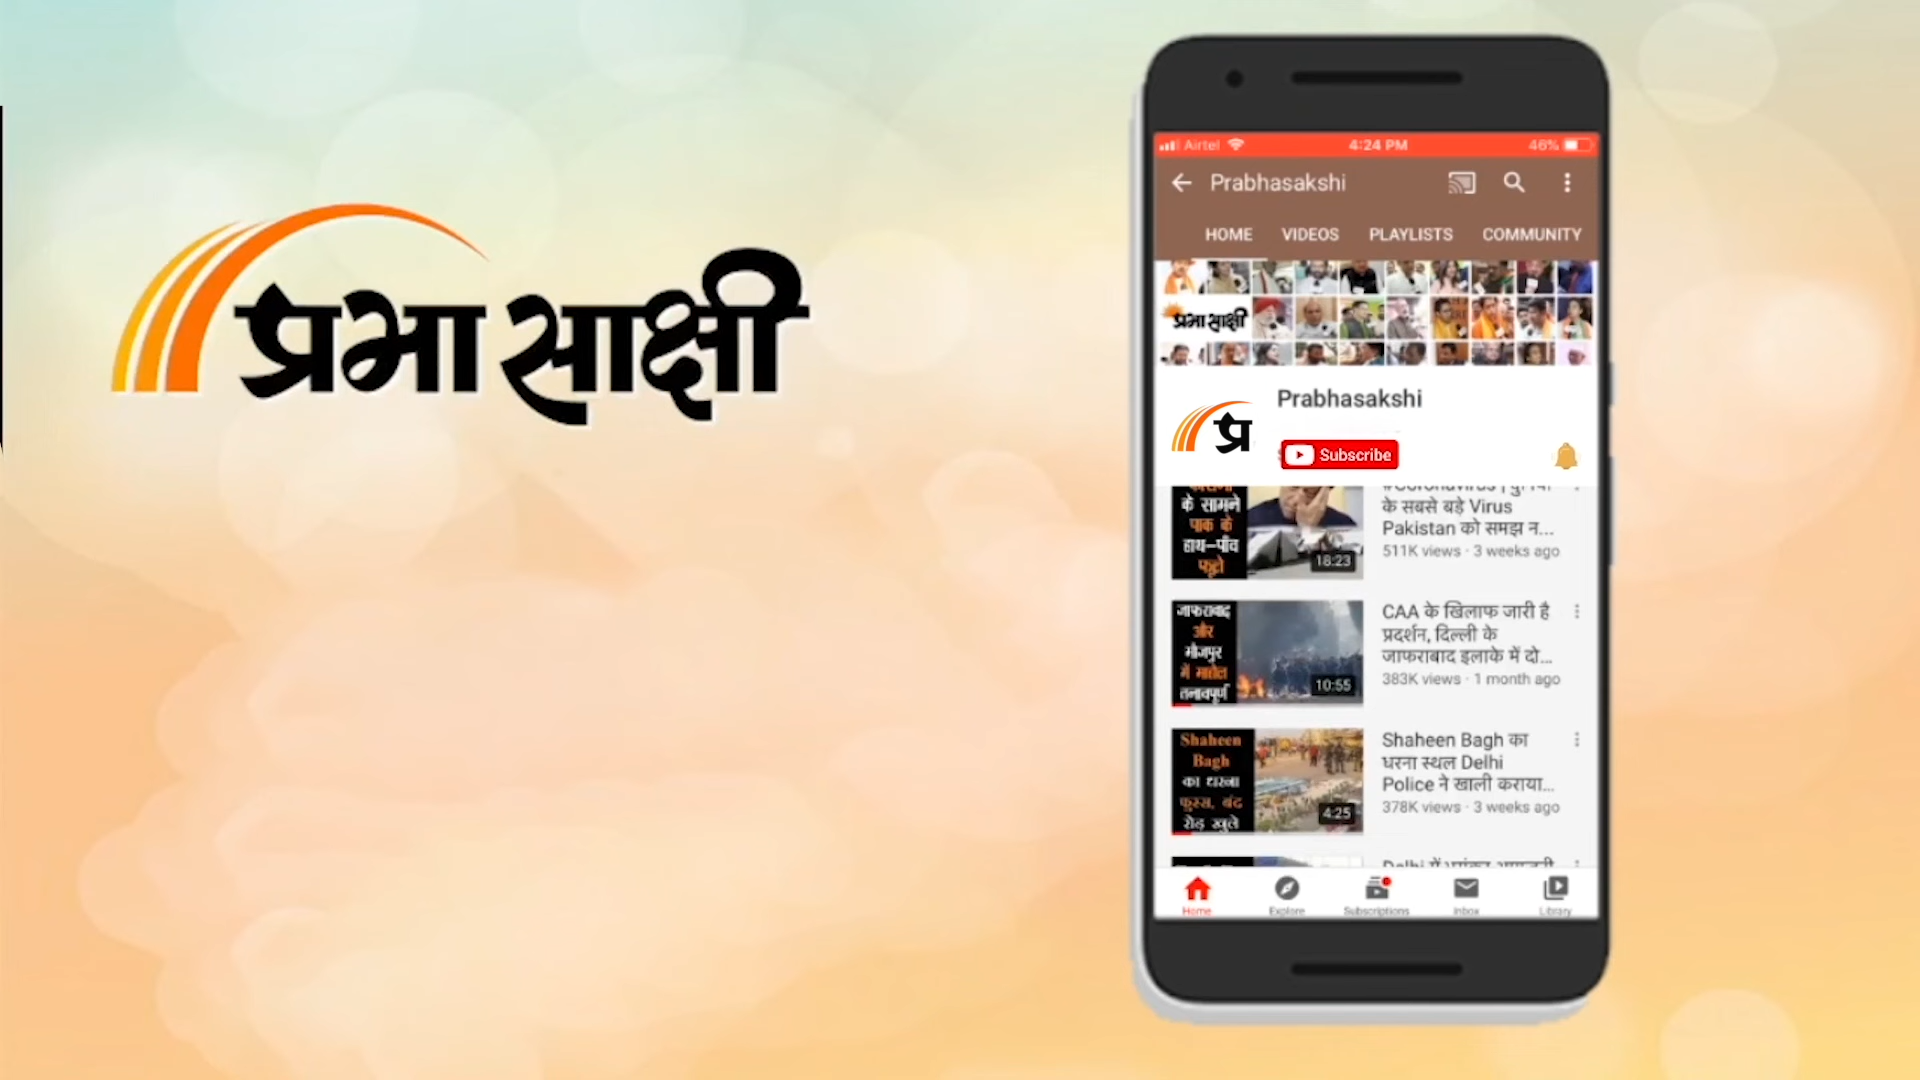 प्रभासाक्षी
Airtel 4:24 PM 46%
Prabhasakshi
HOME VIDEOS PLAYLISTS COMMUNITY
प्रभासाक्षी
Prabhasakshi
प्र
Subscribe
के सामने
पाक के
हाथ-पाँव
फूले
18:23
के सबसे बड़े Virus
Pakistan को समझ न...
511K views · 3 weeks ago
जाफराबाद
और
मौजपुर
में माहौल
तनावपूर्ण
10:55
CAA के खिलाफ जारी है
प्रदर्शन, दिल्ली के
जाफराबाद इलाके में दो...
383K views · 1 month ago
Shaheen
Bagh
का धरना
फुस्स, बंद
रोड खुले
4:25
Shaheen Bagh का
धरना स्थल Delhi
Police ने खाली कराया...
378K views · 3 weeks ago
Home Explore Subscriptions Inbox Library